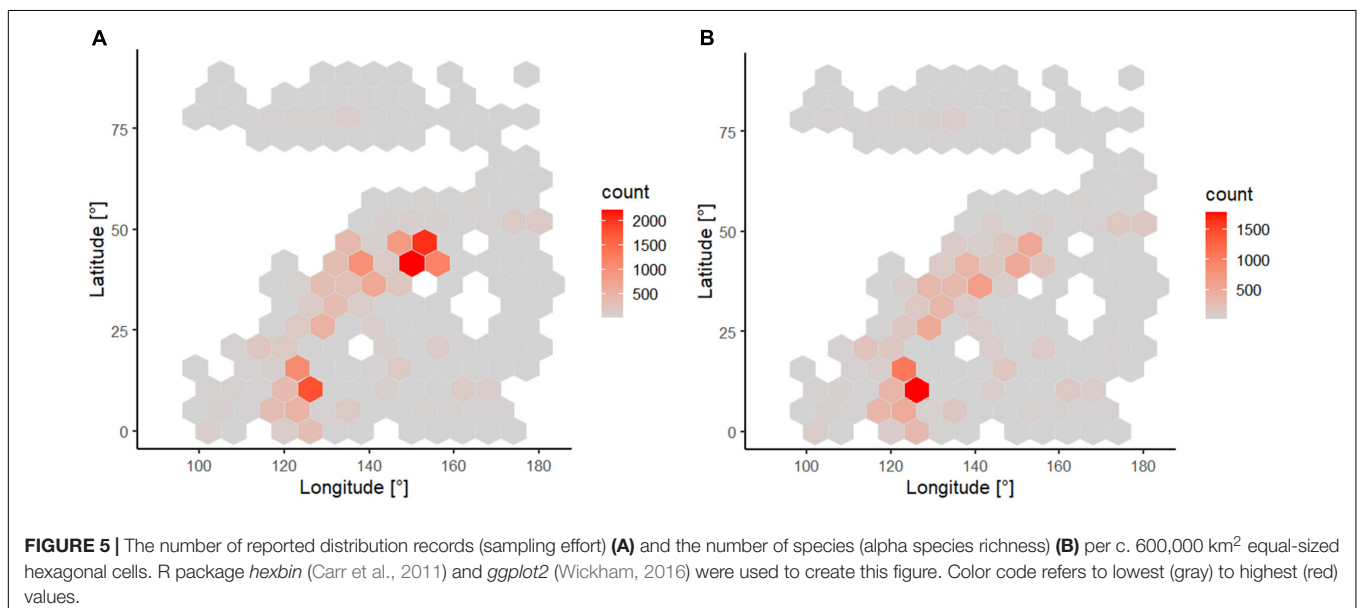 A
B
75
50
25
0
Latitude [°]
100
120
140
160
180
Longitude [°]
count
2000
1500
1000
500
75
50
25
0
Latitude [°]
100
120
140
160
180
Longitude [°]
count
1500
1000
500
FIGURE 5 | The number of reported distribution records (sampling effort) (A) and the number of species (alpha species richness) (B) per c. 600,000 km² equal-sized
hexagonal cells. R package hexbin (Carr et al., 2011) and ggplot2 (Wickham, 2016) were used to create this figure. Color code refers to lowest (gray) to highest (red)
values.